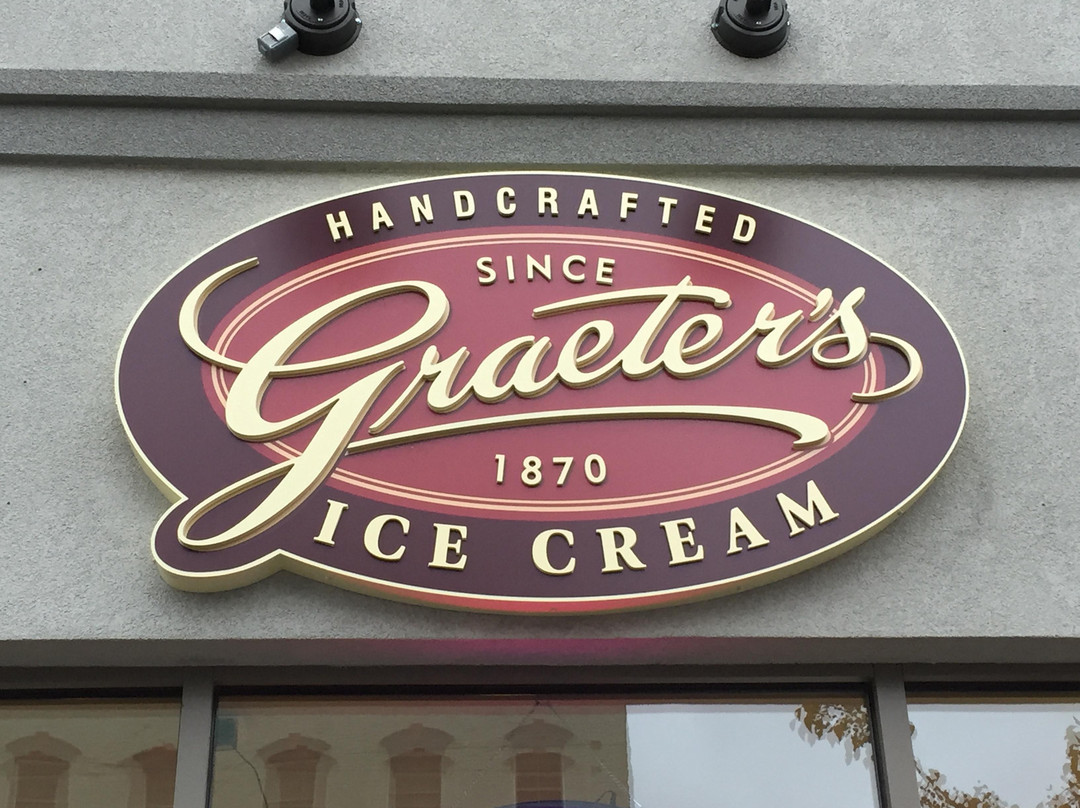 HANDCRAFTED
SINCE
Graeter's
1870
ICE CREAM